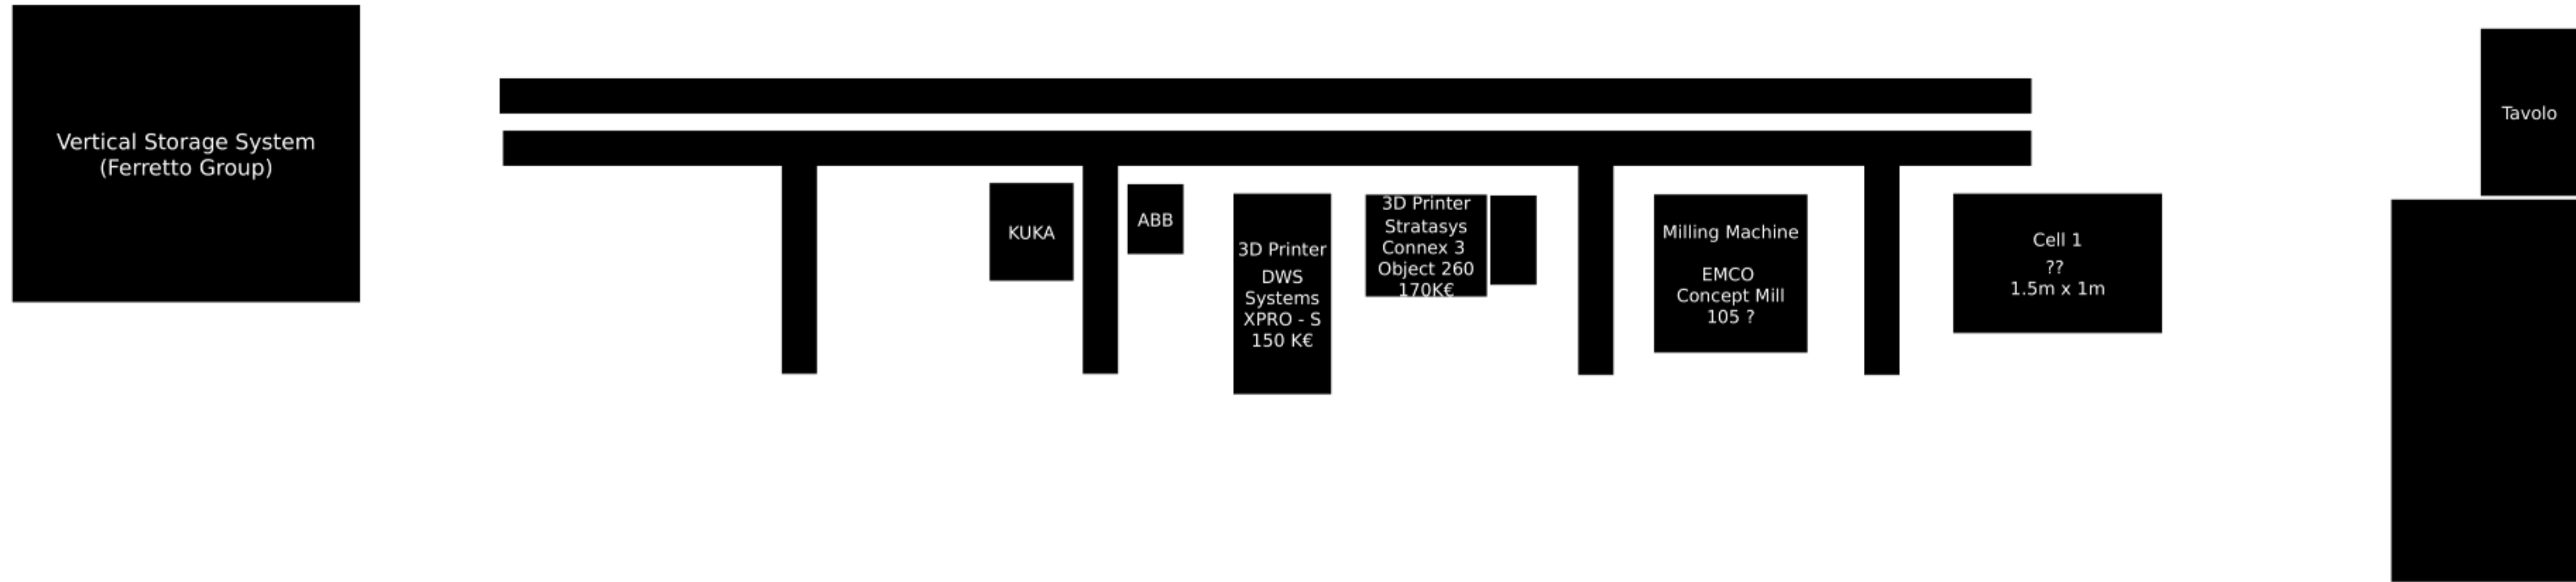 Vertical Storage System
(Ferretto Group)
KUKA
ABB
3D Printer
DWS
Systems
XPRO - S
150 K€
3D Printer
Stratasys
Connex 3
Object 260
170K€
Milling Machine
EMCO
Concept Mill
105 ?
Cell 1
??
1.5m x 1m
Tavolo